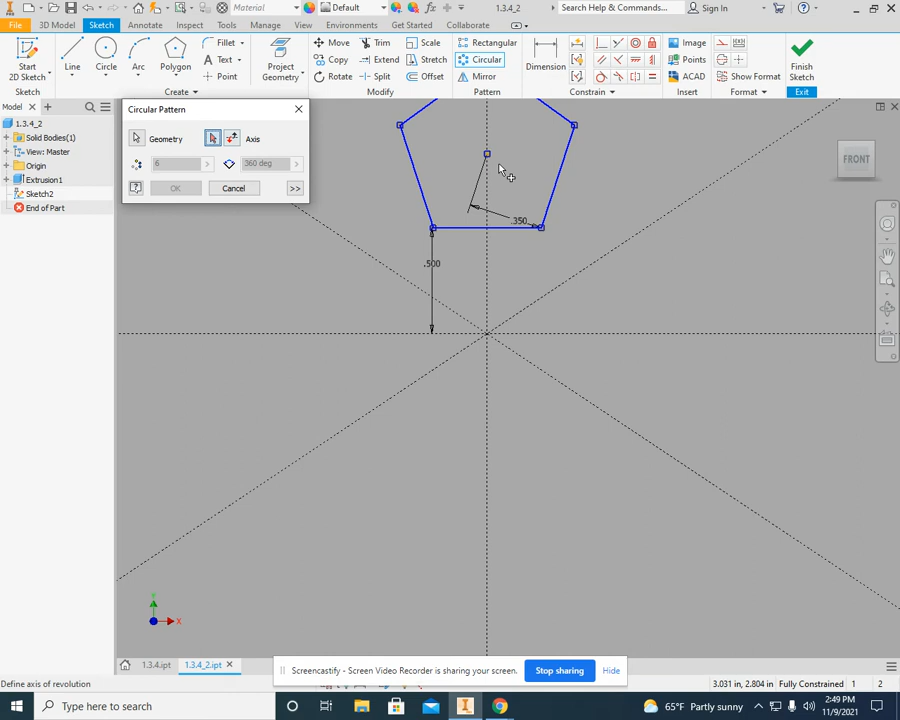 Material Default 1.3.4_2 Search Help & Commands... Sign In
File 3D Model Sketch Annotate Inspect Tools Manage View Environments Get Started Collaborate
Start 2D Sketch Line Circle Arc Polygon Fillet Text Point Project Geometry Move Copy Rotate Trim Extend Split Scale Stretch Offset Rectangular Circular Mirror Dimension Image Points ACAD Show Format Finish Sketch
Sketch Create Modify Pattern Constrain Insert Format Exit
Model
1.3.4_2
Solid Bodies(1)
View: Master
Origin
Extrusion1
Sketch2
End of Part
Circular Pattern
Geometry Axis
6 360 deg
OK Cancel >>
FRONT
.350
.500
Y
X
1.3.4.ipt 1.3.4_2.ipt
Screencastify - Screen Video Recorder is sharing your screen. Stop sharing Hide
Define axis of revolution 3.031 in, 2.804 in Fully Constrained 1 2
Type here to search 65°F Partly sunny 2:49 PM
11/9/2021